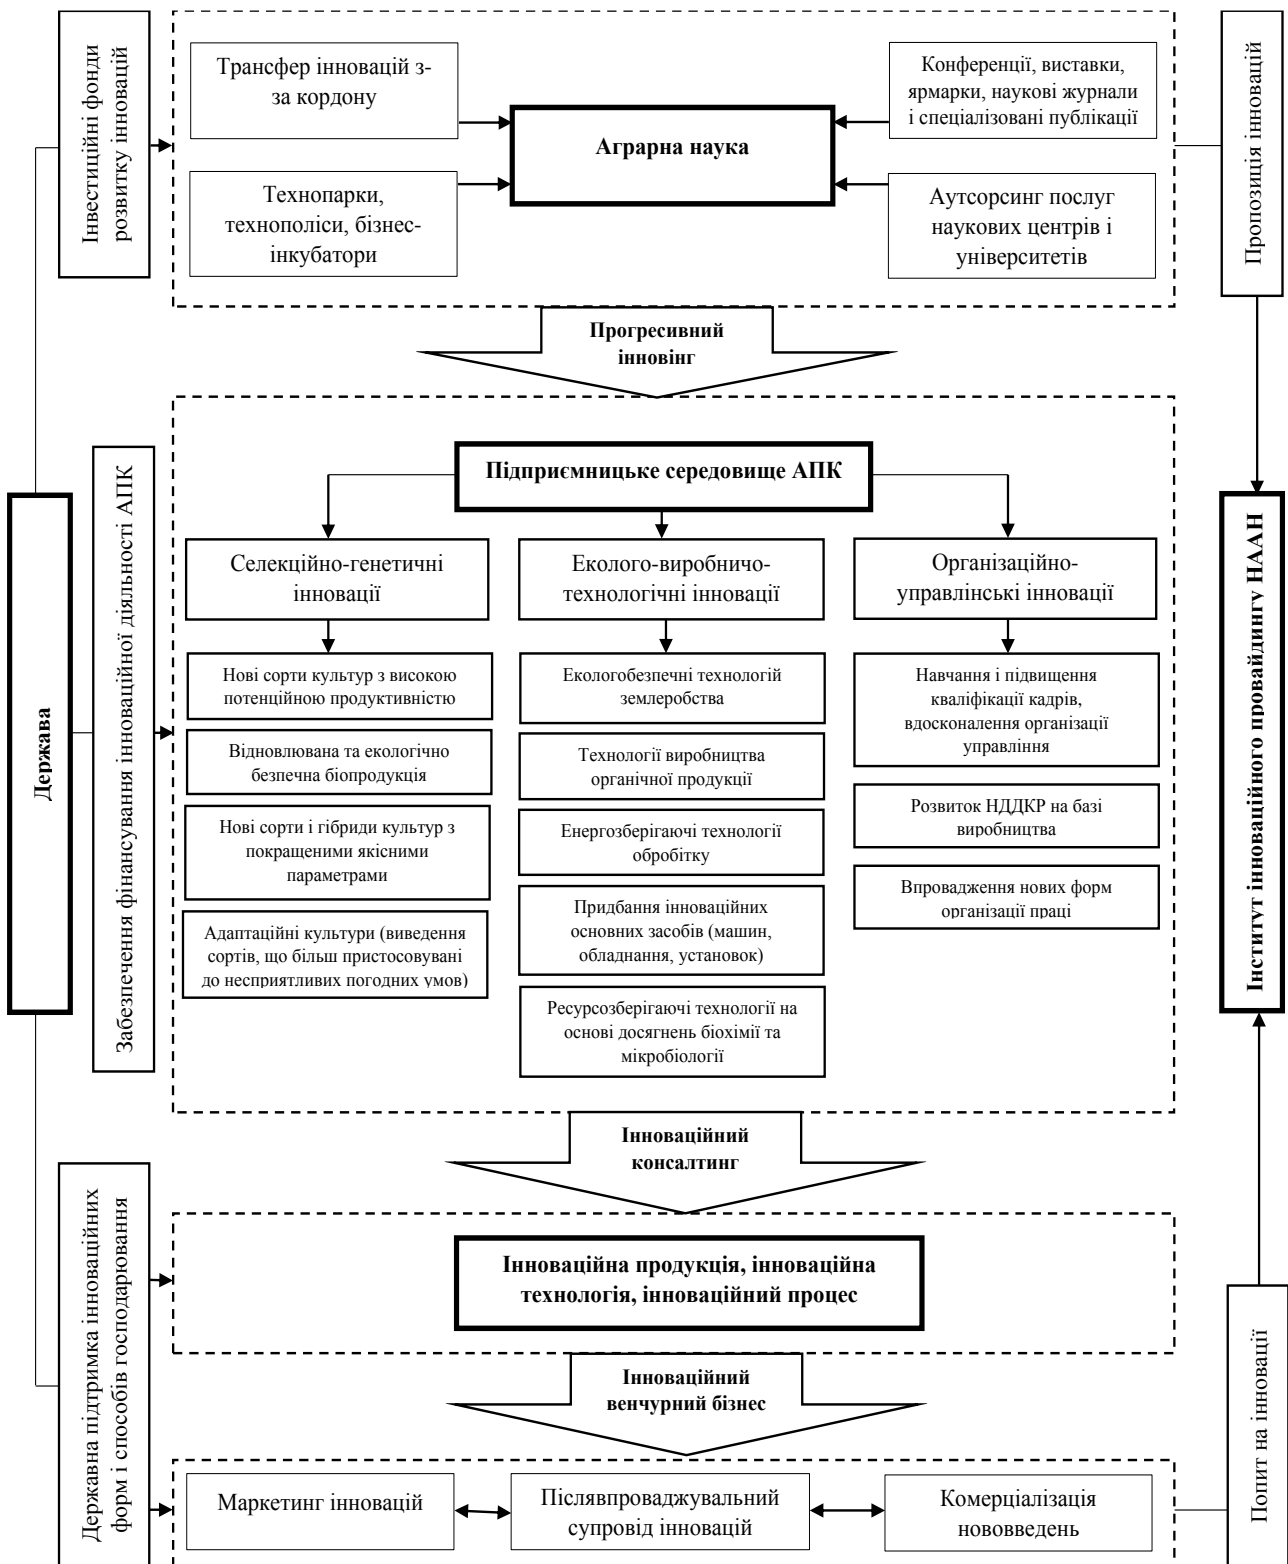 Інвестиційні фонди
розвитку інновацій
Трансфер інновацій з-
за кордону
Технопарки,
технополіси, бізнес-
інкубатори
Аграрна наука
Конференції, виставки,
ярмарки, наукові журнали
і спеціалізовані публікації
Аутсорсинг послуг
наукових центрів і
університетів
Пропозиція інновацій
Прогресивний
інновінг
Держава
Забезпечення фінансування інноваційної діяльності АПК
Підприємницьке середовище АПК
Селекційно-генетичні
інновації
Нові сорти культур з високою
потенційною продуктивністю
Відновлювана та екологічно
безпечна біопродукція
Нові сорти і гібриди культур з
покращеними якісними
параметрами
Адаптаційні культури (виведення
сортів, що більш пристосовувані
до несприятливих погодних умов)
Еколого-виробничо-
технологічні інновації
Екологобезпечні технологій
землеробства
Технології виробництва
органічної продукції
Енергозберігаючі технології
обробітку
Придбання інноваційних
основних засобів (машин,
обладнання, установок)
Ресурсозберігаючі технології на
основі досягнень біохімії та
мікробіології
Організаційно-
управлінські інновації
Навчання і підвищення
кваліфікації кадрів,
вдосконалення організації
управління
Розвиток НДДКР на базі
виробництва
Впровадження нових форм
організації праці
Інститут інноваційного провайдингу НААН
Інноваційний
консалтинг
Державна підтримка інноваційних
форм і способів господарювання
Інноваційна продукція, інноваційна
технологія, інноваційний процес
Інноваційний
венчурний бізнес
Маркетинг інновацій
Післявпроваджувальний
супровід інновацій
Комерціалізація
нововведень
Попит на інновації